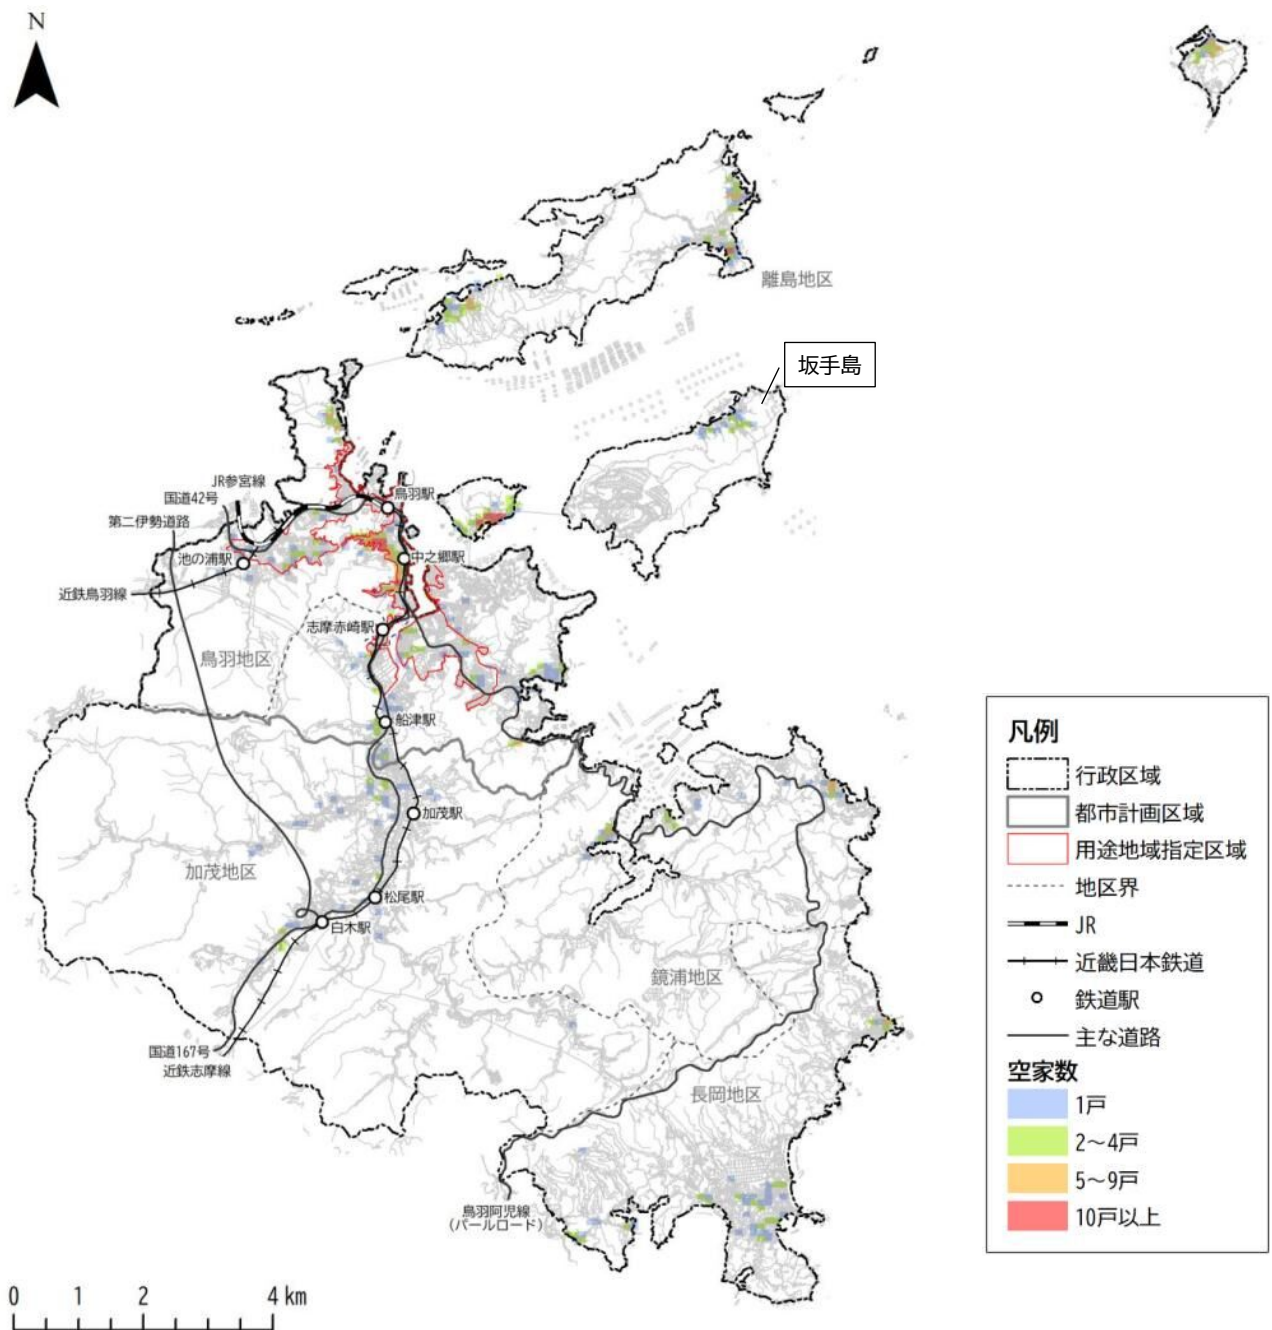 N
離島地区
坂手島
JR参宮線
国道42号
鳥羽駅
第二伊勢道路
池の浦駅
中之郷駅
近鉄鳥羽線
志摩赤崎駅
鳥羽地区
船津駅
加茂駅
加茂地区
松尾駅
白木駅
鏡浦地区
国道167号
近鉄志摩線
長岡地区
鳥羽阿児線
(パールロード)
凡例
行政区域
都市計画区域
用途地域指定区域
地区界
JR
近畿日本鉄道
鉄道駅
主な道路
空家数
1戸
2～4戸
5～9戸
10戸以上
0 1 2 4 km